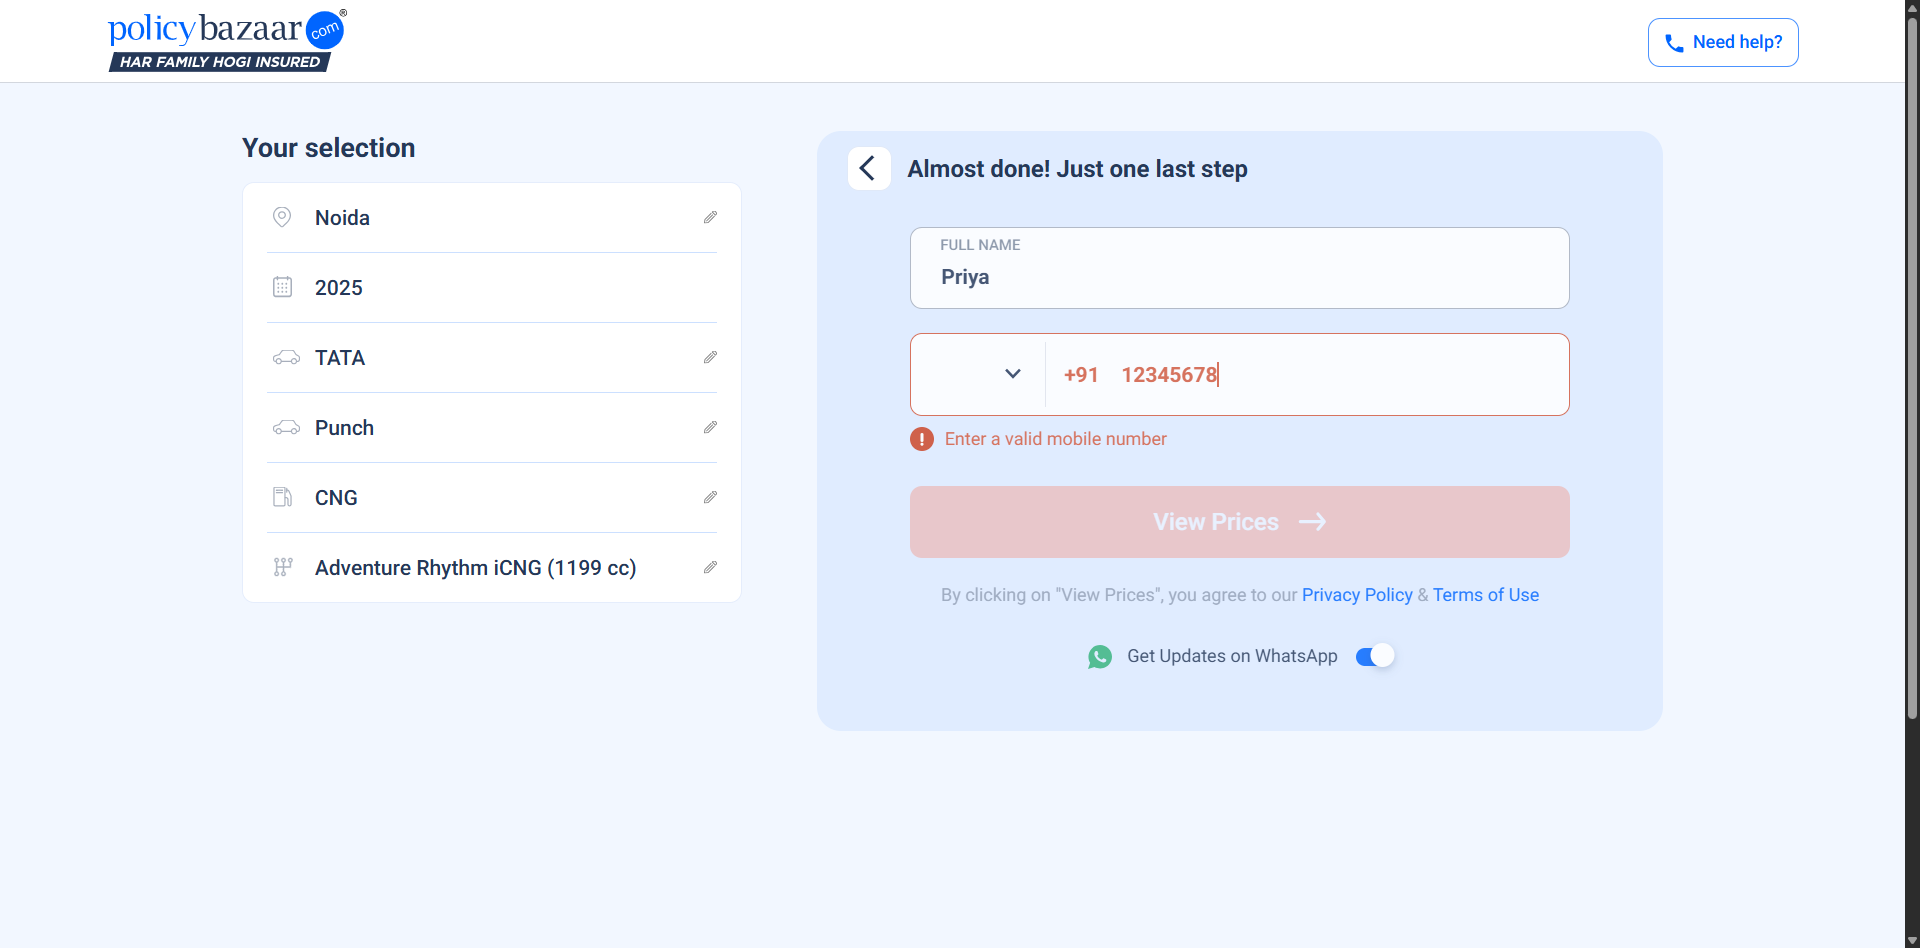 policybazaar com ®
HAR FAMILY HOGI INSURED
Need help?
Your selection
Noida
2025
TATA
Punch
CNG
Adventure Rhythm iCNG (1199 cc)
Almost done! Just one last step
FULL NAME
Priya
+91 12345678
! Enter a valid mobile number
View Prices
By clicking on "View Prices", you agree to our Privacy Policy & Terms of Use
Get Updates on WhatsApp